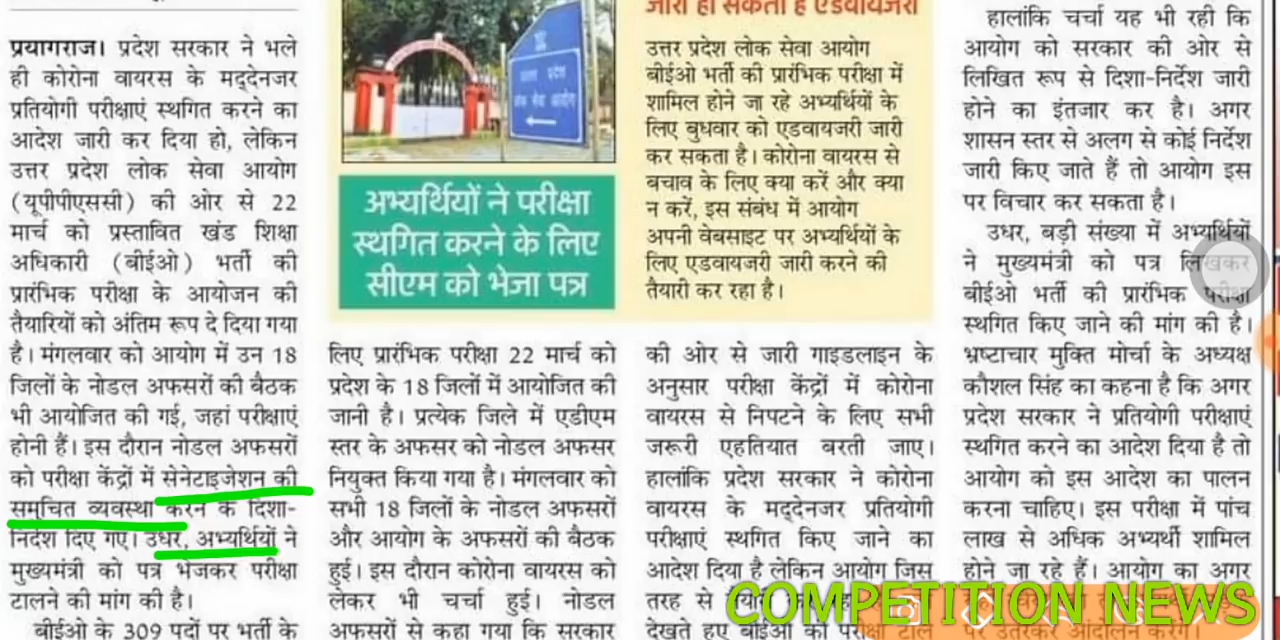 प्रयागराज। प्रदेश सरकार ने भले
ही कोरोना वायरस के मद्देनजर
प्रतियोगी परीक्षाएं स्थगित करने का
आदेश जारी कर दिया हो, लेकिन
उत्तर प्रदेश लोक सेवा आयोग
(यूपीपीएससी) की ओर से 22
मार्च को प्रस्तावित खंड शिक्षा
अधिकारी (बीईओ) भर्ती की
प्रारंभिक परीक्षा के आयोजन की
तैयारियों को अंतिम रूप दे दिया गया
है। मंगलवार को आयोग में उन 18
जिलों के नोडल अफसरों की बैठक
भी आयोजित की गई, जहां परीक्षाएं
होनी हैं। इस दौरान नोडल अफसरों
को परीक्षा केंद्रों में सेनेटाइजेशन की
समुचित व्यवस्था करने के दिशा-
निर्देश दिए गए। उधर, अभ्यर्थियों ने
मुख्यमंत्री को पत्र भेजकर परीक्षा
टालने की मांग की है।
बीईओ के 309 पदों पर भर्ती के
अभ्यर्थियों ने परीक्षा
स्थगित करने के लिए
सीएम को भेजा पत्र
लिए प्रारंभिक परीक्षा 22 मार्च को
प्रदेश के 18 जिलों में आयोजित की
जानी है। प्रत्येक जिले में एडीएम
स्तर के अफसर को नोडल अफसर
नियुक्त किया गया है। मंगलवार को
सभी 18 जिलों के नोडल अफसरों
और आयोग के अफसरों की बैठक
हुई। इस दौरान कोरोना वायरस को
लेकर भी चर्चा हुई। नोडल
अफसरों से कहा गया कि सरकार
जारी हो सकती है एडवायजरी
उत्तर प्रदेश लोक सेवा आयोग
बीईओ भर्ती की प्रारंभिक परीक्षा में
शामिल होने जा रहे अभ्यर्थियों के
लिए बुधवार को एडवायजरी जारी
कर सकता है। कोरोना वायरस से
बचाव के लिए क्या करें और क्या
न करें, इस संबंध में आयोग
अपनी वेबसाइट पर अभ्यर्थियों के
लिए एडवायजरी जारी करने की
तैयारी कर रहा है।
की ओर से जारी गाइडलाइन के
अनुसार परीक्षा केंद्रों में कोरोना
वायरस से निपटने के लिए सभी
जरूरी एहतियात बरती जाए।
हालांकि प्रदेश सरकार ने कोरोना
वायरस के मद्देनजर प्रतियोगी
परीक्षाएं स्थगित किए जाने का
आदेश दिया है लेकिन आयोग जिस
तरह से
देखते हुए बीईओ की परीक्षा टाल
हालांकि चर्चा यह भी रही कि
आयोग को सरकार की ओर से
लिखित रूप से दिशा-निर्देश जारी
होने का इंतजार कर है। अगर
शासन स्तर से अलग से कोई निर्देश
जारी किए जाते हैं तो आयोग इस
पर विचार कर सकता है।
उधर, बड़ी संख्या में अभ्यर्थियों
ने मुख्यमंत्री को पत्र लिखकर
बीईओ भर्ती की प्रारंभिक परीक्षा
स्थगित किए जाने की मांग की है।
भ्रष्टाचार मुक्ति मोर्चा के अध्यक्ष
कौशल सिंह का कहना है कि अगर
प्रदेश सरकार ने प्रतियोगी परीक्षाएं
स्थगित करने का आदेश दिया है तो
आयोग को इस आदेश का पालन
करना चाहिए। इस परीक्षा में पांच
लाख से अधिक अभ्यर्थी शामिल
होने जा रहे हैं। आयोग का अगर
COMPETITION NEWS